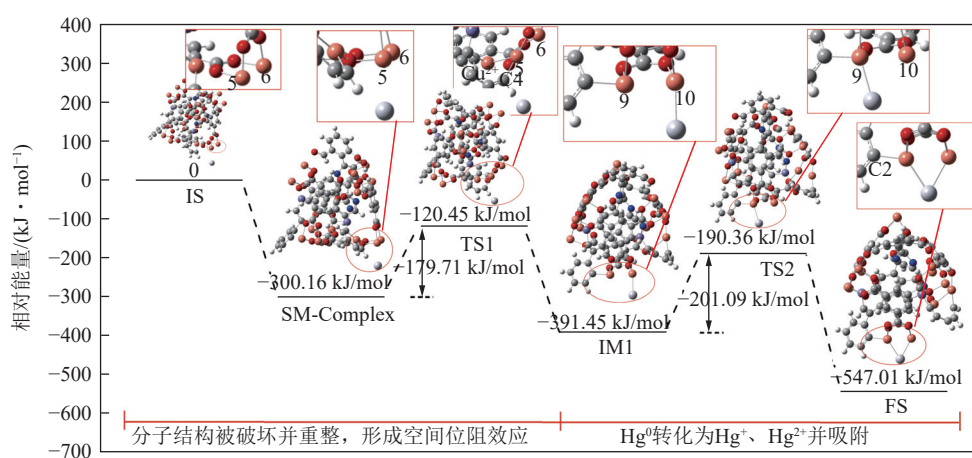 400
300
200
100
0
−100
−200
−300
−400
−500
−600
−700
相对能量/(kJ·mol⁻¹)
5
6
0
IS
5
6
−300.16 kJ/mol
SM-Complex
Cu²⁺
C4
5
6
−120.45 kJ/mol
TS1
−179.71 kJ/mol
9
10
−391.45 kJ/mol
IM1
9
10
−190.36 kJ/mol
TS2
−201.09 kJ/mol
C2
−547.01 kJ/mol
FS
分子结构被破坏并重整，形成空间位阻效应
Hg⁰转化为Hg⁺、Hg²⁺并吸附